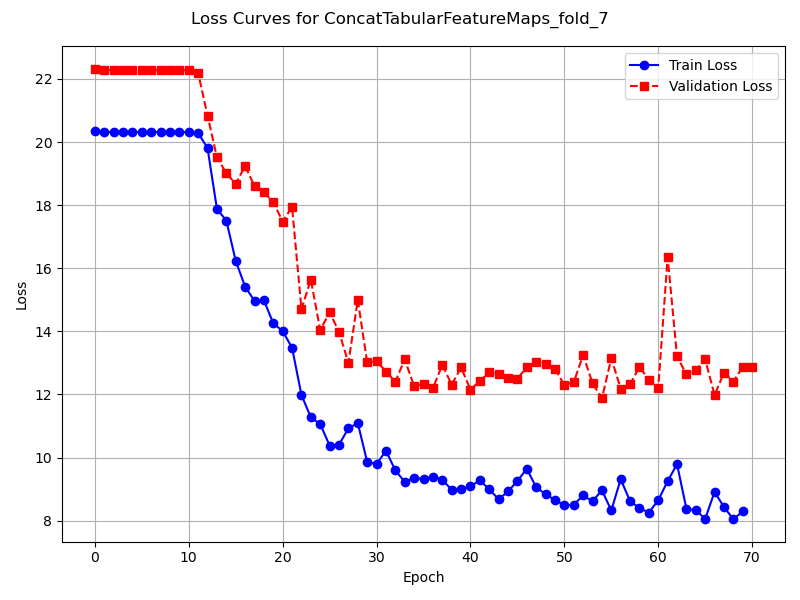 Loss Curves for ConcatTabularFeatureMaps_fold_7
Train Loss
Validation Loss
22
20
18
16
14
12
10
8
Loss
0 10 20 30 40 50 60 70
Epoch